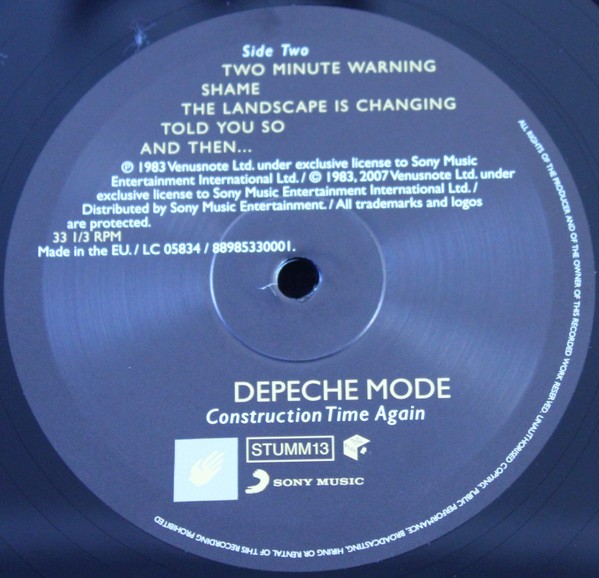 Side Two
TWO MINUTE WARNING
SHAME
THE LANDSCAPE IS CHANGING
TOLD YOU SO
AND THEN...
℗ 1983 Venusnote Ltd. under exclusive license to Sony Music
Entertainment International Ltd. / © 1983, 2007 Venusnote Ltd. under
exclusive license to Sony Music Entertainment International Ltd. /
Distributed by Sony Music Entertainment. / All trademarks and logos
are protected.
33 1/3 RPM
Made in the EU. / LC 05834 / 88985330001.
DEPECHE MODE
Construction Time Again
STUMM13
SONY MUSIC
ALL RIGHTS OF THE PRODUCER AND OF THE OWNER OF THIS RECORDED WORK RESERVED. UNAUTHORISED COPYING, PUBLIC PERFORMANCE, BROADCASTING, HIRING OR RENTAL OF THIS RECORDING PROHIBITED